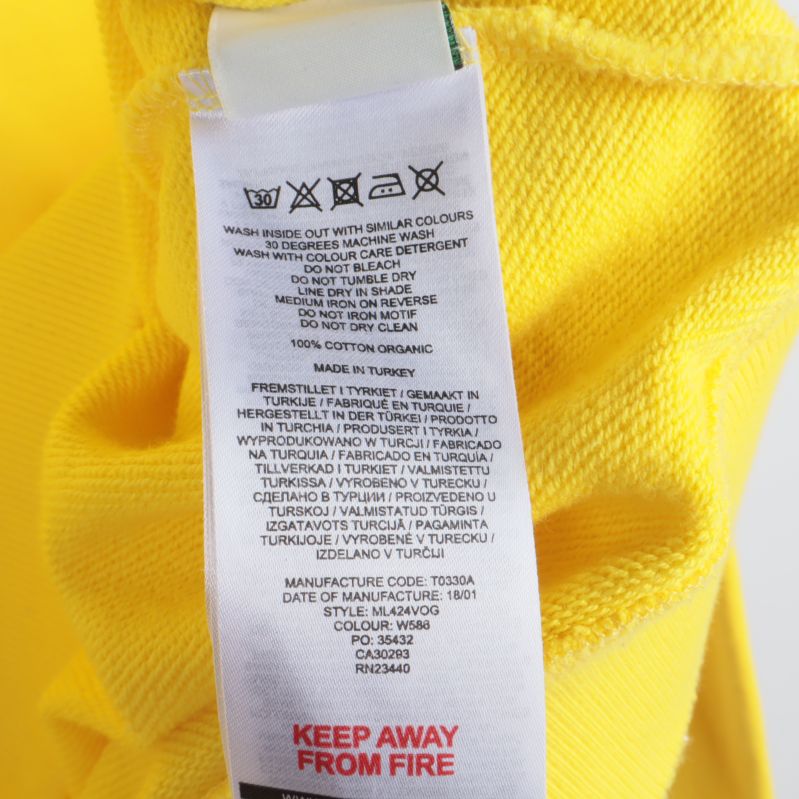 30
WASH INSIDE OUT WITH SIMILAR COLOURS
30 DEGREES MACHINE WASH
WASH WITH COLOUR CARE DETERGENT
DO NOT BLEACH
DO NOT TUMBLE DRY
LINE DRY IN SHADE
MEDIUM IRON ON REVERSE
DO NOT IRON MOTIF
DO NOT DRY CLEAN
100% COTTON ORGANIC
MADE IN TURKEY
FREMSTILLET I TYRKIET / GEMAAKT IN
TURKIJE / FABRIQUÉ EN TURQUIE /
HERGESTELLT IN DER TÜRKEI / PRODOTTO
IN TURCHIA / PRODUSERT I TYRKIA /
WYPRODUKOWANO W TURCJI / FABRICADO
NA TURQUIA / FABRICADO EN TURQUÍA /
TILLVERKAD I TURKIET / VALMISTETTU
TURKISSA / VYROBENO V TURECKU /
СДЕЛАНО В ТУРЦИИ / PROIZVEDENO U
TURSKOJ / VALMISTATUD TÜRGIS /
IZGATAVOTS TURCIJĀ / PAGAMINTA
TURKIJOJE / VYROBENÉ V TURECKU /
IZDELANO V TURČIJI
MANUFACTURE CODE: T0330A
DATE OF MANUFACTURE: 18/01
STYLE: ML424VOG
COLOUR: W586
PO: 35432
CA30293
RN23440
KEEP AWAY
FROM FIRE